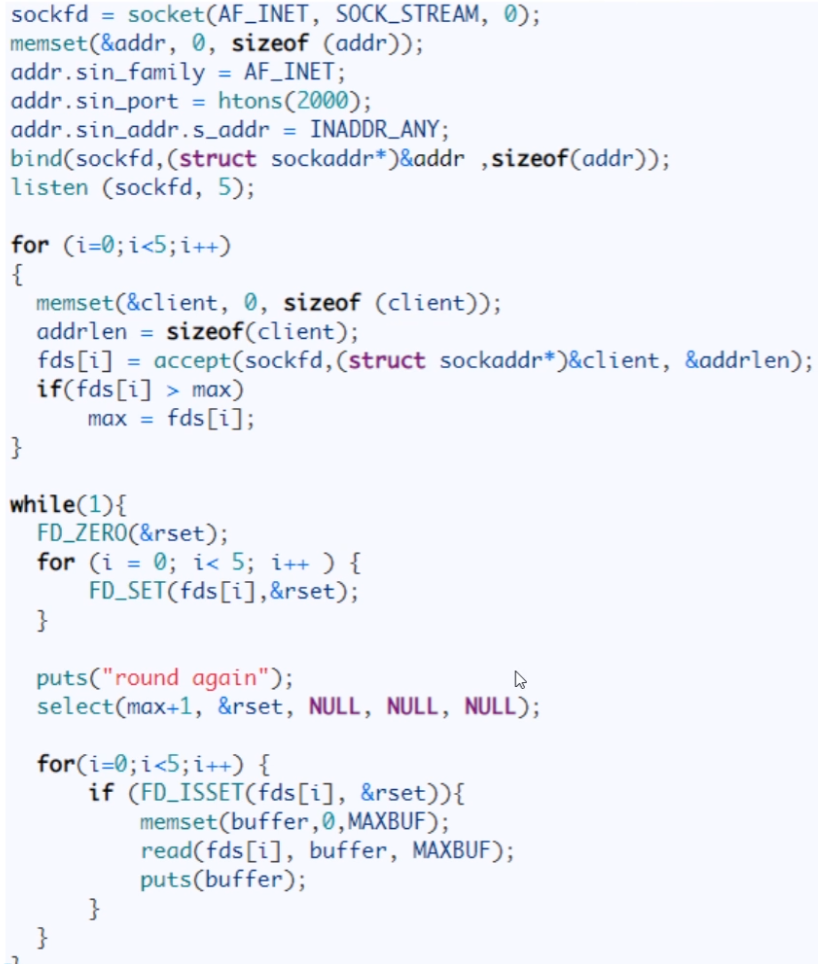 sockfd = socket(AF_INET, SOCK_STREAM, 0);
memset(&addr, 0, sizeof (addr));
addr.sin_family = AF_INET;
addr.sin_port = htons(2000);
addr.sin_addr.s_addr = INADDR_ANY;
bind(sockfd,(struct sockaddr*)&addr ,sizeof(addr));
listen (sockfd, 5);

for (i=0;i<5;i++)
{
  memset(&client, 0, sizeof (client));
  addrlen = sizeof(client);
  fds[i] = accept(sockfd,(struct sockaddr*)&client, &addrlen);
  if(fds[i] > max)
      max = fds[i];
}

while(1){
  FD_ZERO(&rset);
  for (i = 0; i< 5; i++ ) {
      FD_SET(fds[i],&rset);
  }

  puts("round again");
  select(max+1, &rset, NULL, NULL, NULL);

  for(i=0;i<5;i++) {
      if (FD_ISSET(fds[i], &rset)){
          memset(buffer,0,MAXBUF);
          read(fds[i], buffer, MAXBUF);
          puts(buffer);
      }
  }
}